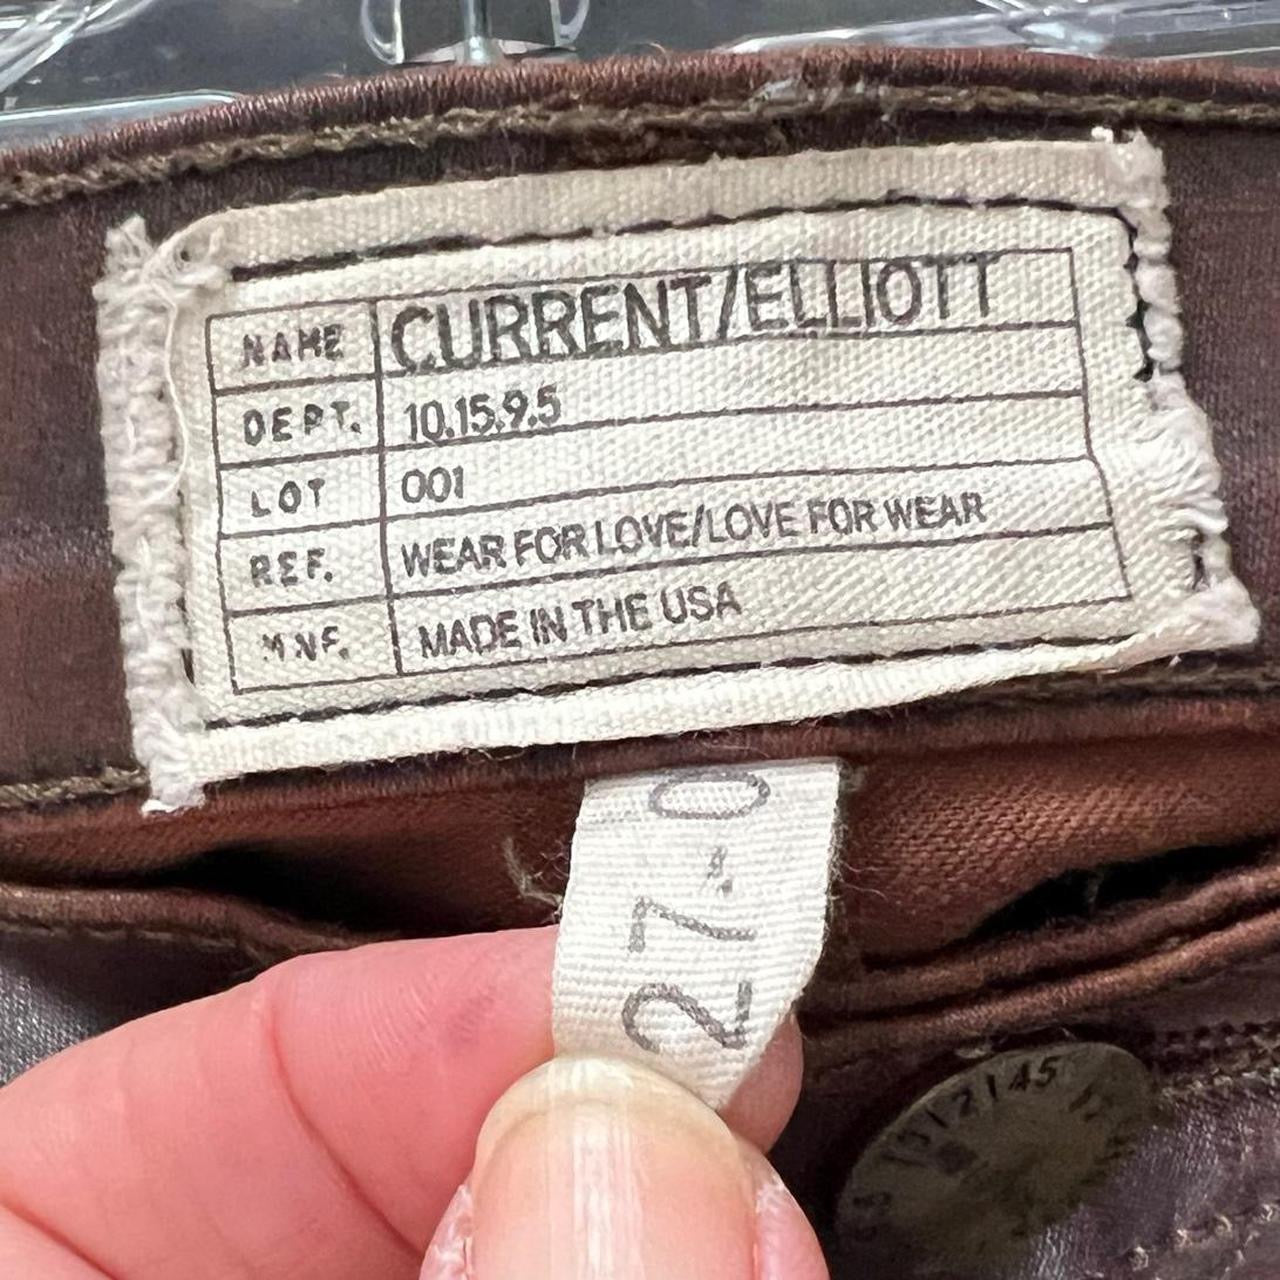 NAME CURRENT/ELLIOTT
DEPT. 10.15.9.5
LOT 001
REF. WEAR FOR LOVE/LOVE FOR WEAR
MNF. MADE IN THE USA
27-0